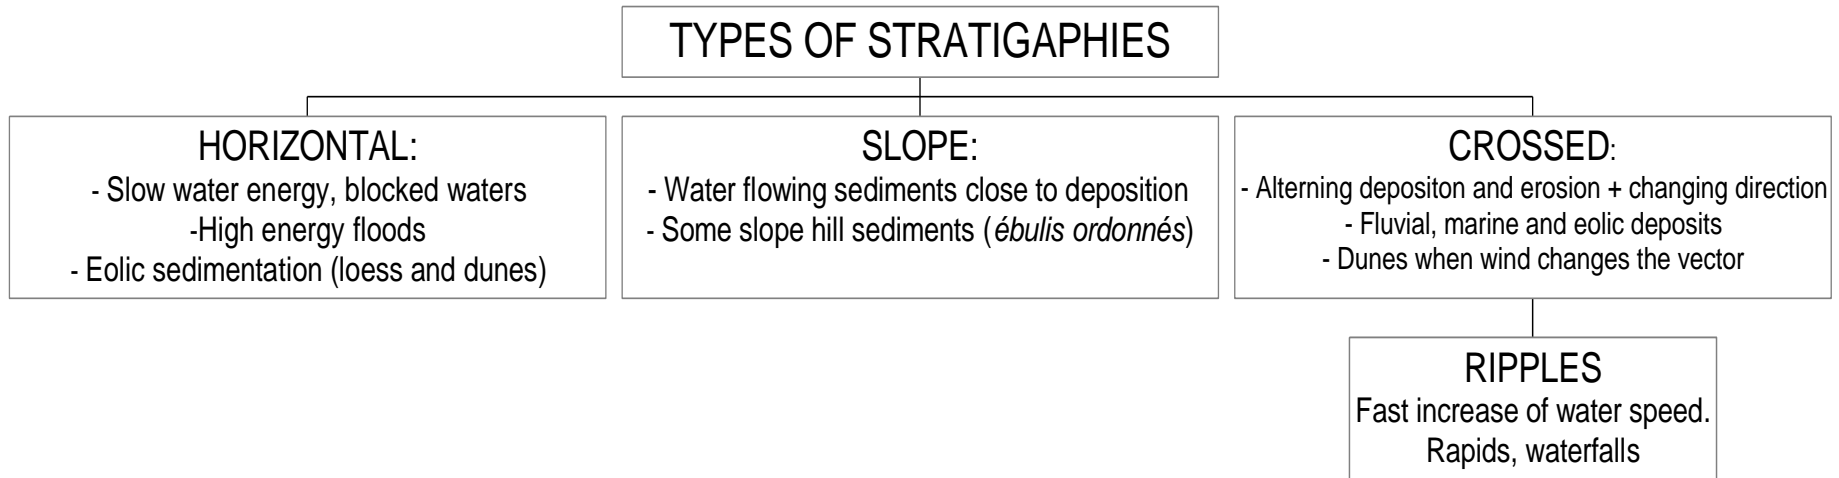 TYPES OF STRATIGAPHIES
HORIZONTAL:
- Slow water energy, blocked waters
-High energy floods
- Eolic sedimentation (loess and dunes)
SLOPE:
- Water flowing sediments close to deposition
- Some slope hill sediments (ébulis ordonnés)
CROSSED:
- Alterning depositon and erosion + changing direction
- Fluvial, marine and eolic deposits
- Dunes when wind changes the vector
RIPPLES
Fast increase of water speed.
Rapids, waterfalls